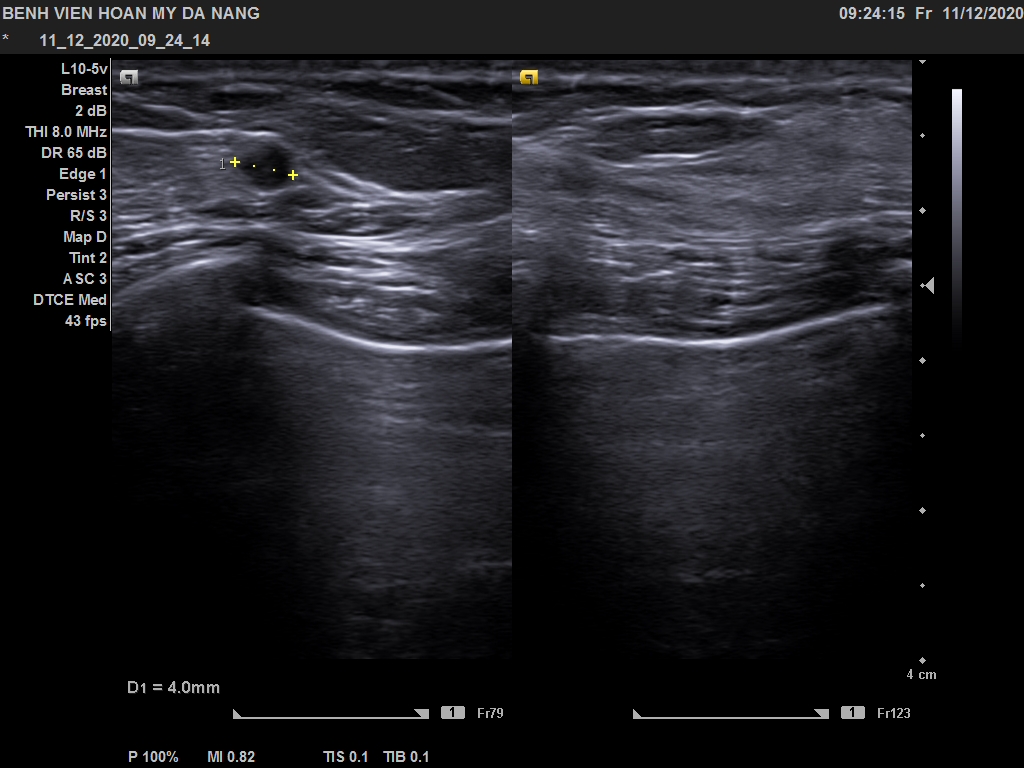 BENH VIEN HOAN MY DA NANG
09:24:15 Fr 11/12/2020
* 11_12_2020_09_24_14
L10-5v
Breast
2 dB
THI 8.0 MHz
DR 65 dB
Edge 1
Persist 3
R/S 3
Map D
Tint 2
ASC 3
DTCE Med
43 fps
1
4 cm
D1 = 4.0mm
1 Fr79
1 Fr123
P 100% MI 0.82 TIS 0.1 TIB 0.1